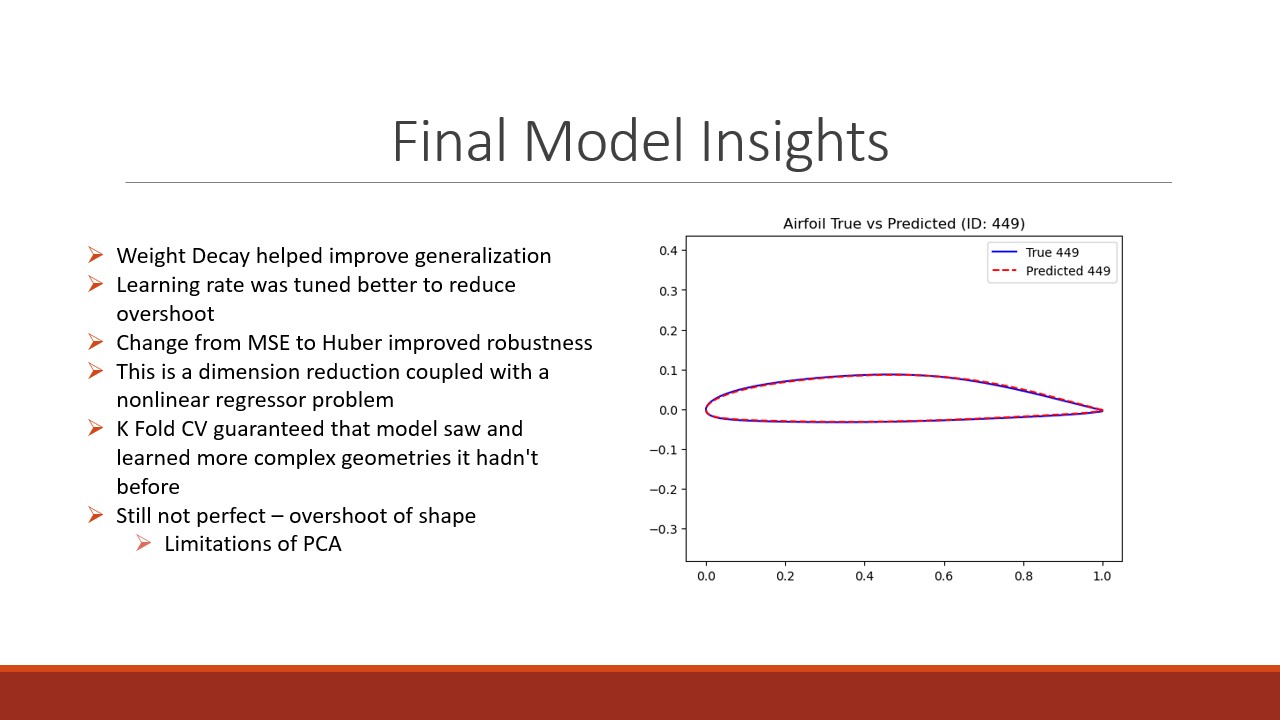 Final Model Insights
Weight Decay helped improve generalization
Learning rate was tuned better to reduce
overshoot
Change from MSE to Huber improved robustness
This is a dimension reduction coupled with a
nonlinear regressor problem
K Fold CV guaranteed that model saw and
learned more complex geometries it hadn't
before
Still not perfect – overshoot of shape
Limitations of PCA
Airfoil True vs Predicted (ID: 449)
True 449
Predicted 449
0.4
0.3
0.2
0.1
0.0
−0.1
−0.2
−0.3
0.0 0.2 0.4 0.6 0.8 1.0